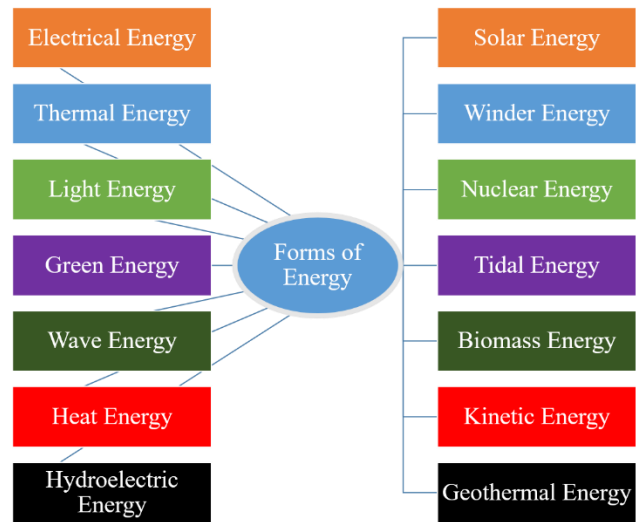 Electrical Energy
Thermal Energy
Light Energy
Green Energy
Wave Energy
Heat Energy
Hydroelectric
Energy
Forms of
Energy
Solar Energy
Winder Energy
Nuclear Energy
Tidal Energy
Biomass Energy
Kinetic Energy
Geothermal Energy